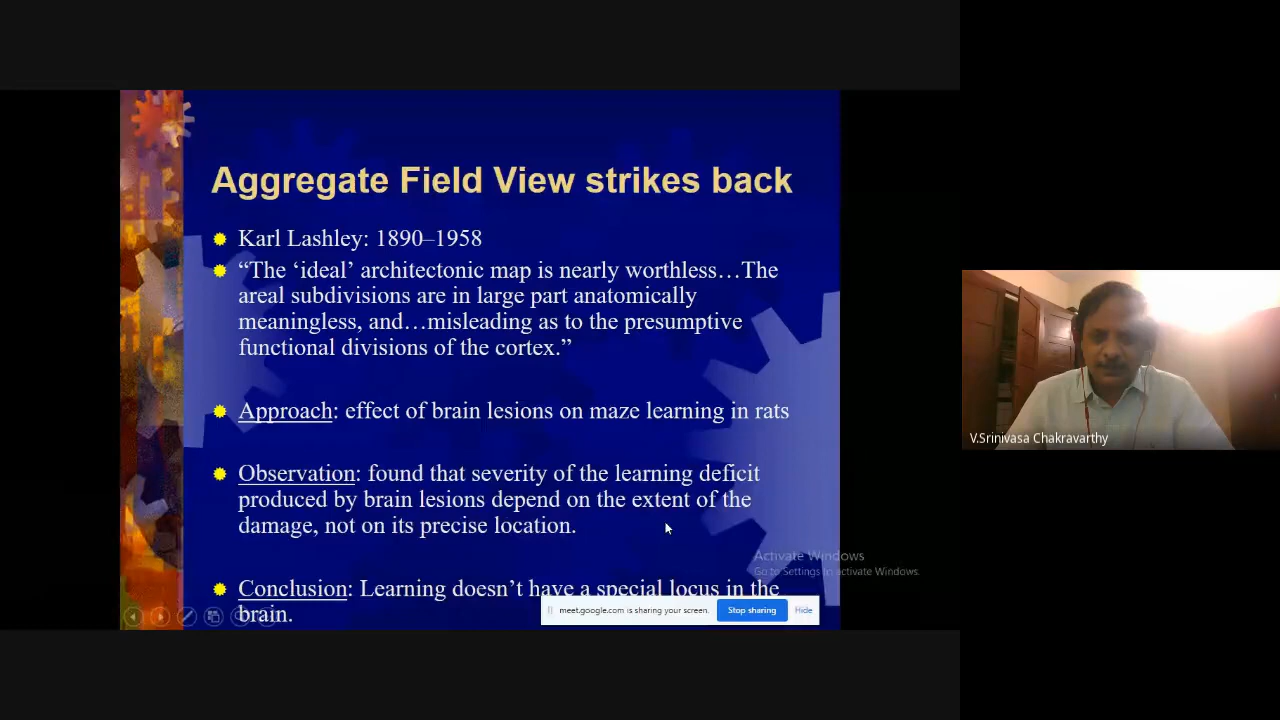 Aggregate Field View strikes back
Karl Lashley: 1890–1958
“The ‘ideal’ architectonic map is nearly worthless…The
areal subdivisions are in large part anatomically
meaningless, and…misleading as to the presumptive
functional divisions of the cortex.”
Approach: effect of brain lesions on maze learning in rats
Observation: found that severity of the learning deficit
produced by brain lesions depend on the extent of the
damage, not on its precise location.
Conclusion: Learning doesn’t have a special locus in the
brain.
Activate Windows
Go to Settings to activate Windows.
meet.google.com is sharing your screen.
Stop sharing
Hide
V.Srinivasa Chakravarthy